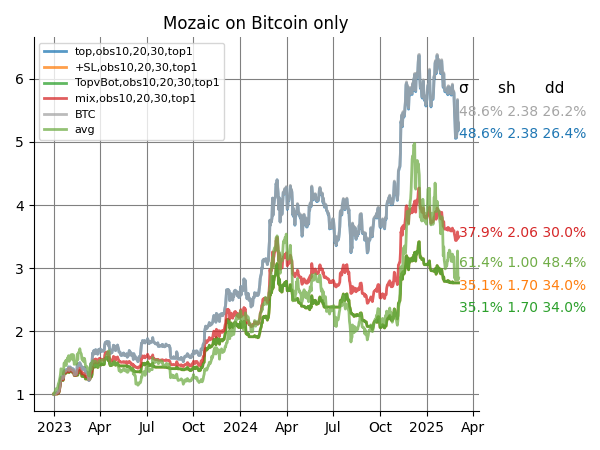 Mozaic on Bitcoin only
top,obs10,20,30,top1
+SL,obs10,20,30,top1
TopvBot,obs10,20,30,top1
mix,obs10,20,30,top1
BTC
avg
σ sh dd
48.6% 2.38 26.2%
48.6% 2.38 26.4%
37.9% 2.06 30.0%
61.4% 1.00 48.4%
35.1% 1.70 34.0%
35.1% 1.70 34.0%
6
5
4
3
2
1
2023 Apr Jul Oct 2024 Apr Jul Oct 2025 Apr